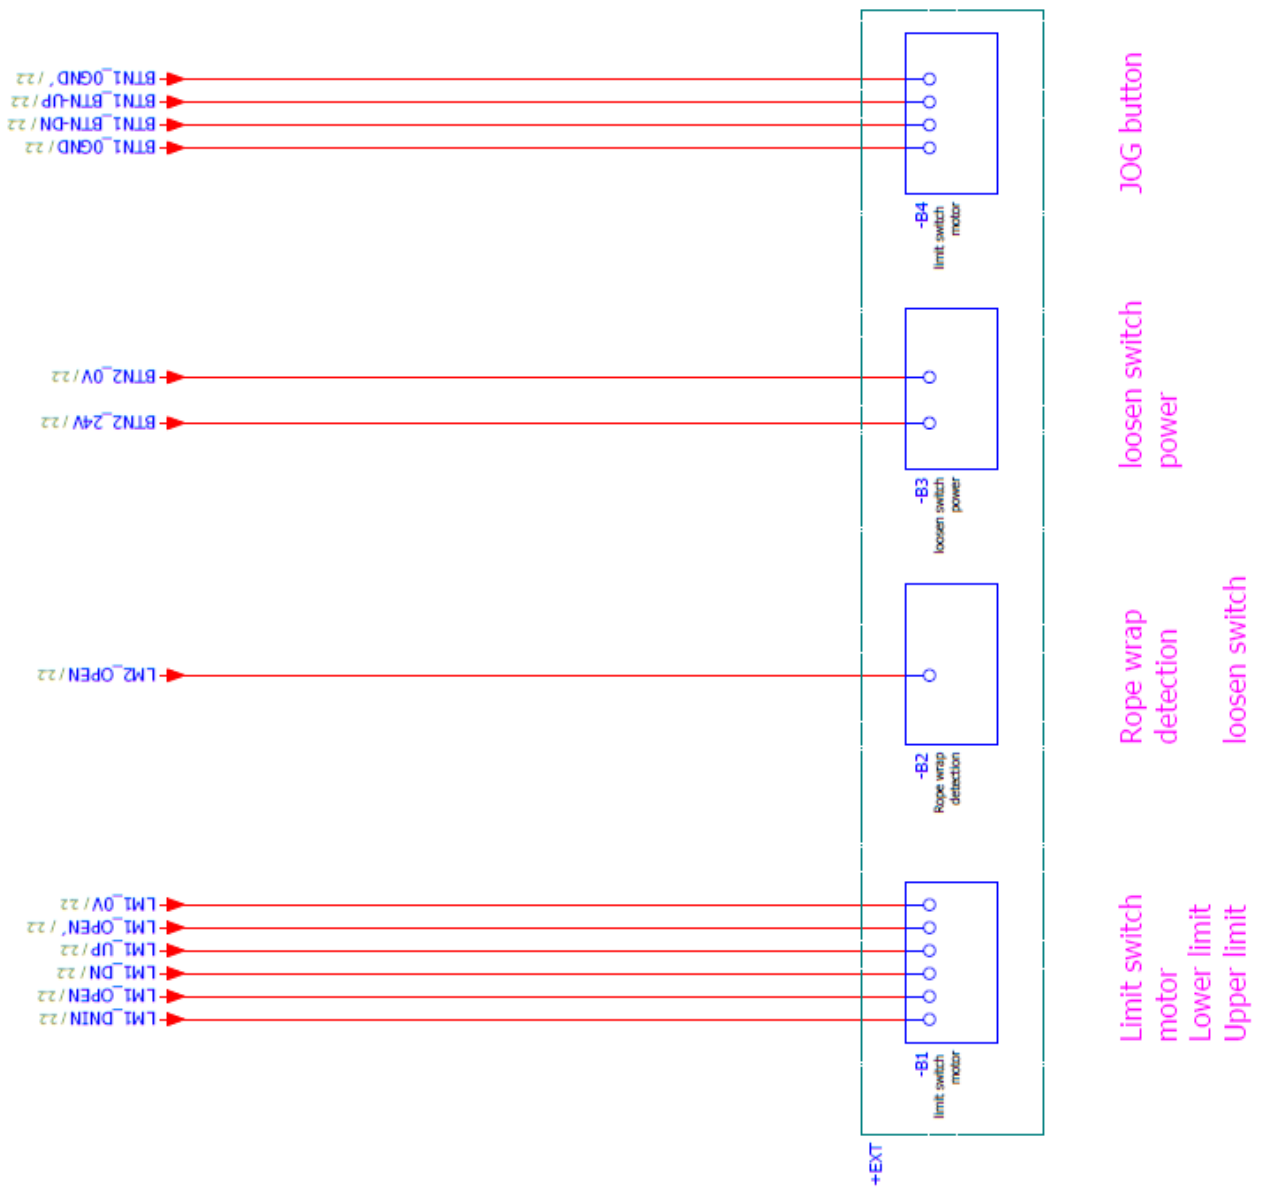 BTN1_0GND'/22
BTN1_BTN-UP/22
BTN1_BTN-DN/22
BTN1_0GND/22
-B4
limit switch
motor
JOG button
BTN2_0V/22
BTN2_24V/22
-B3
loosen switch
power
loosen switch
power
LM2_OPEN/22
-B2
Rope wrap
detection
Rope wrap
detection
loosen switch
LM1_0V/22
LM1_OPEN'/22
LM1_UP/22
LM1_DN/22
LM1_OPEN/22
LM1_DNIN/22
-B1
limit switch
motor
Limit switch
motor
Lower limit
Upper limit
+EXT